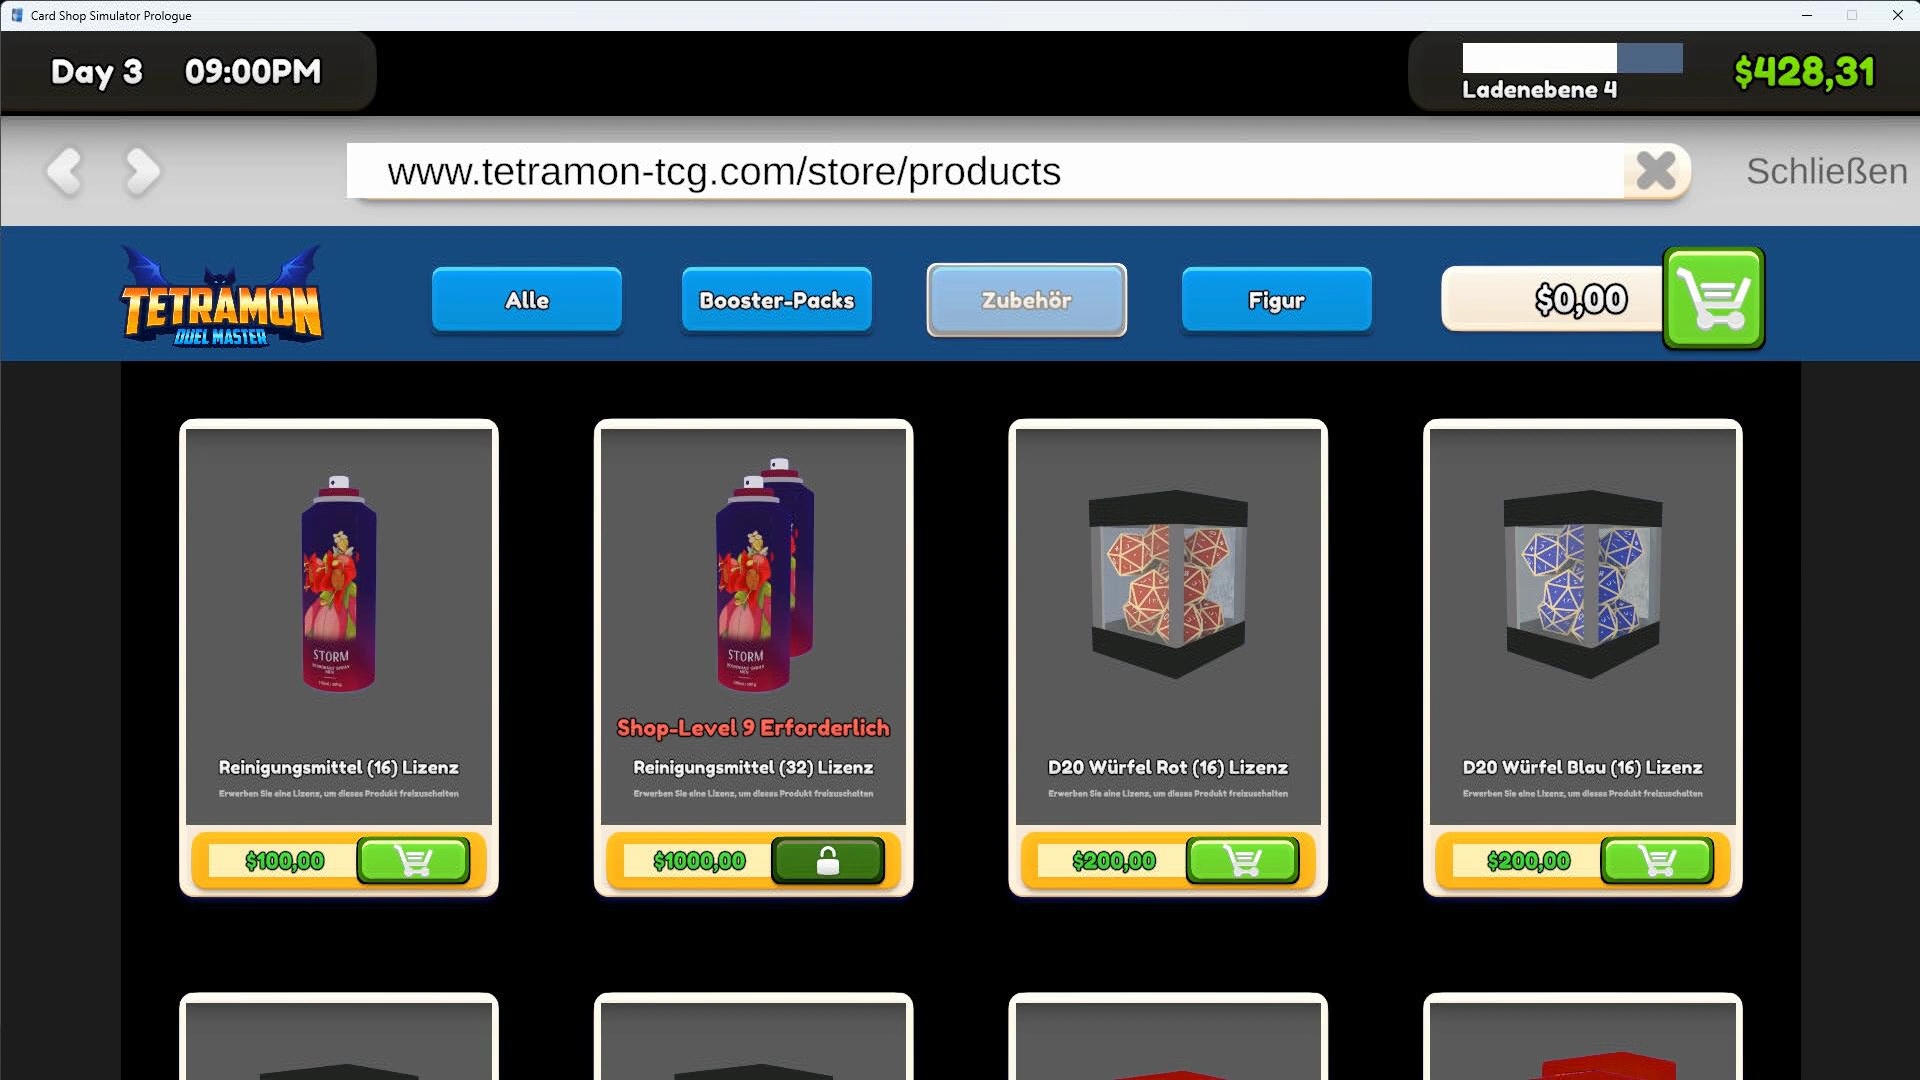 Card Shop Simulator Prologue
Day 3 09:00PM
Ladenebene 4
$428,31
www.tetramon-tcg.com/store/products
Schließen
TETRAMON
DUEL MASTER
Alle
Booster-Packs
Zubehör
Figur
$0,00
STORM
STORM
Shop-Level 9 Erforderlich
Reinigungsmittel (16) Lizenz
Erwerben Sie eine Lizenz, um dieses Produkt freizuschalten
$100,00
Reinigungsmittel (32) Lizenz
Erwerben Sie eine Lizenz, um dieses Produkt freizuschalten
$1000,00
D20 Würfel Rot (16) Lizenz
Erwerben Sie eine Lizenz, um dieses Produkt freizuschalten
$200,00
D20 Würfel Blau (16) Lizenz
Erwerben Sie eine Lizenz, um dieses Produkt freizuschalten
$200,00